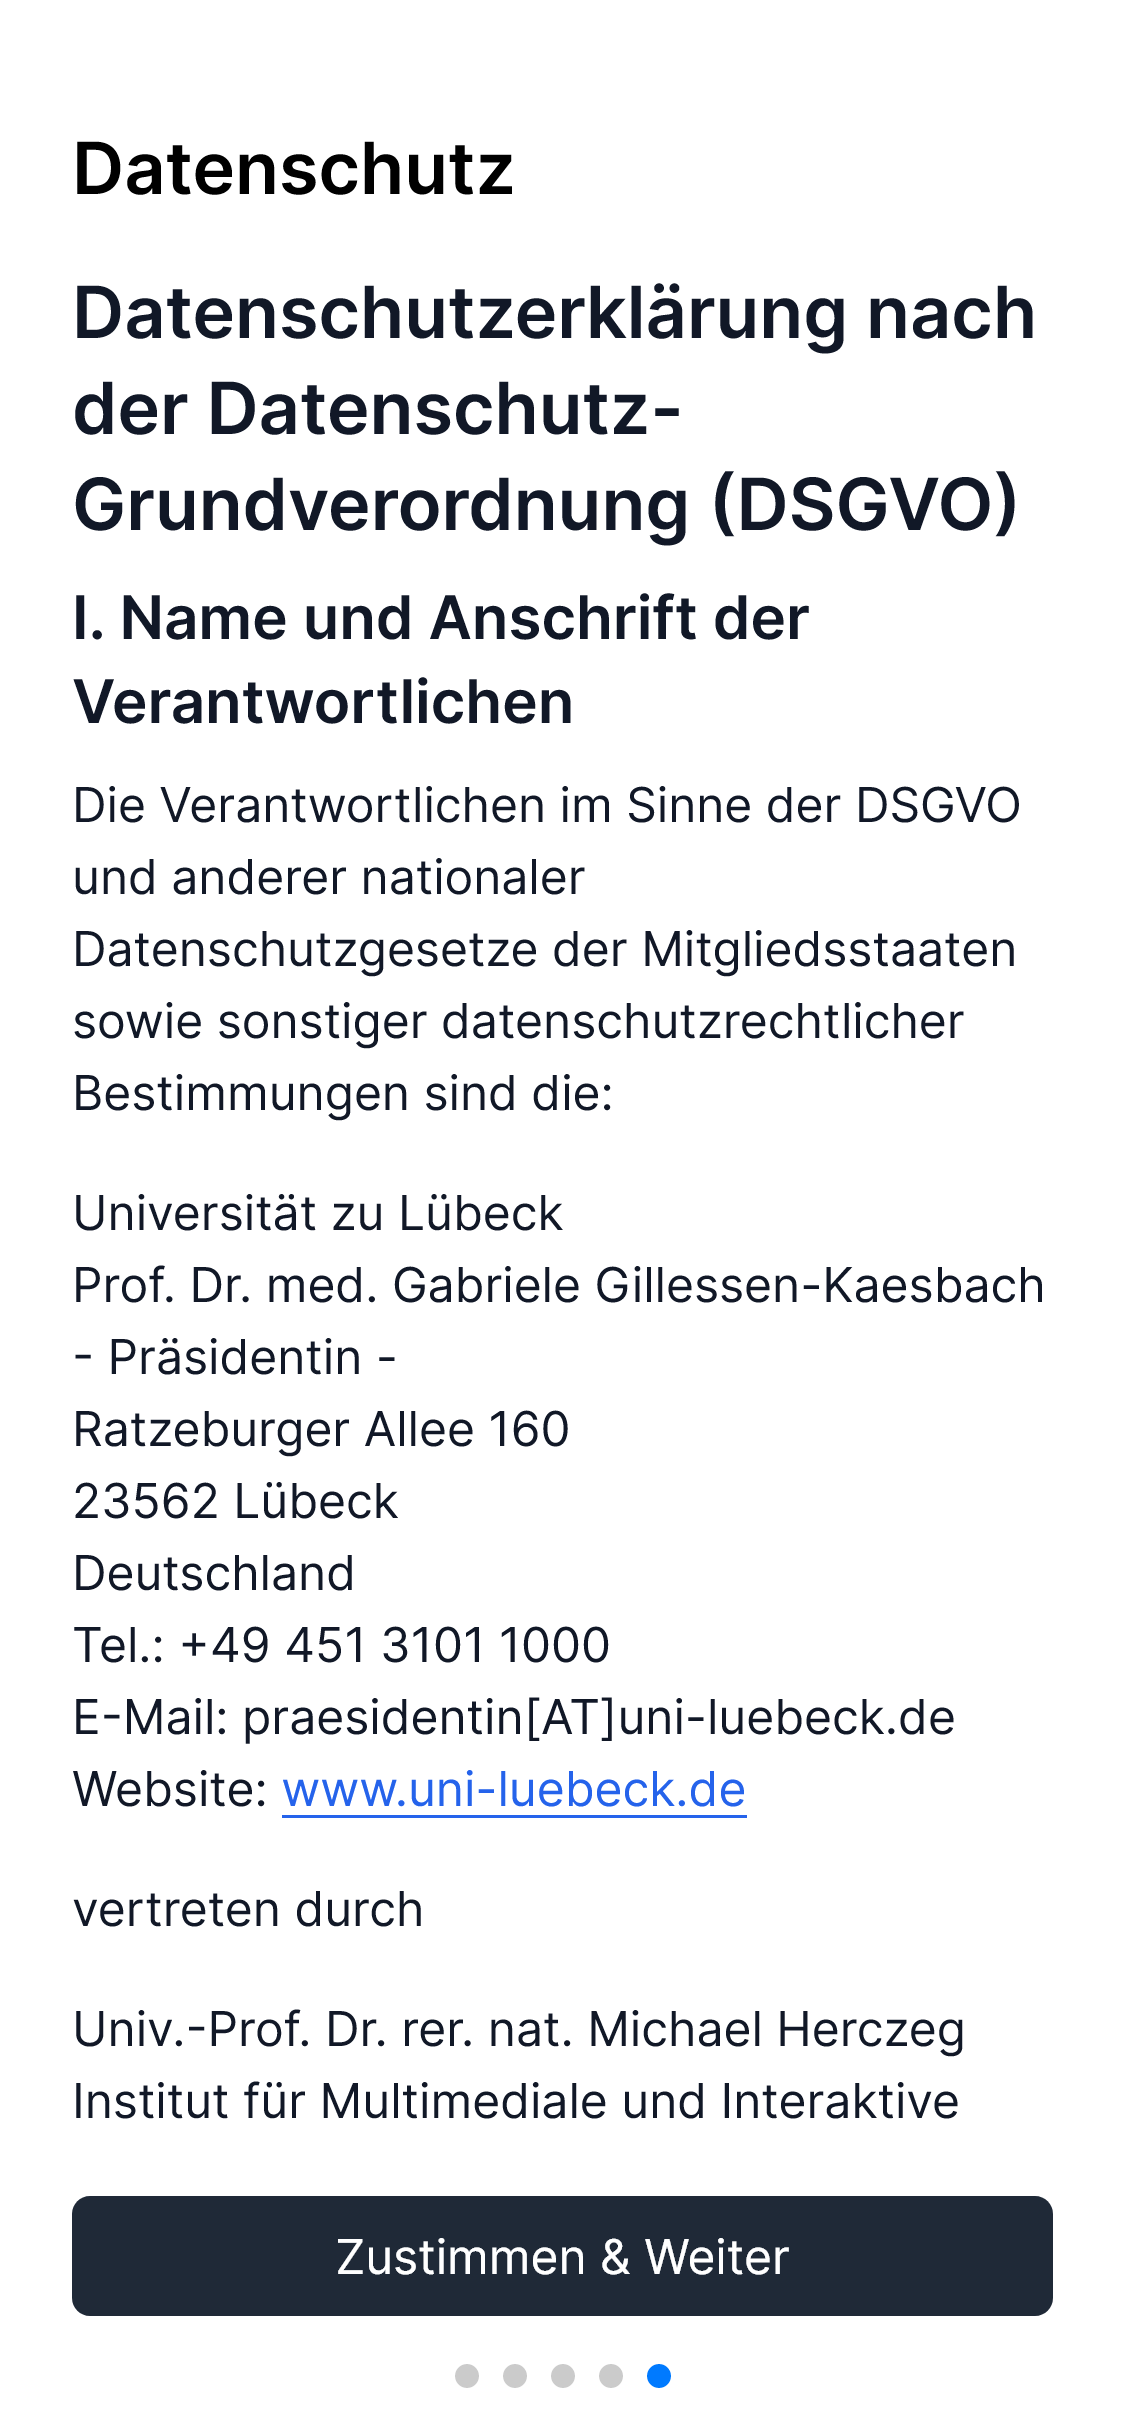 Datenschutz
Datenschutzerklärung nach
der Datenschutz-
Grundverordnung (DSGVO)
I. Name und Anschrift der
Verantwortlichen
Die Verantwortlichen im Sinne der DSGVO
und anderer nationaler
Datenschutzgesetze der Mitgliedsstaaten
sowie sonstiger datenschutzrechtlicher
Bestimmungen sind die:
Universität zu Lübeck
Prof. Dr. med. Gabriele Gillessen-Kaesbach
- Präsidentin -
Ratzeburger Allee 160
23562 Lübeck
Deutschland
Tel.: +49 451 3101 1000
E-Mail: praesidentin[AT]uni-luebeck.de
Website: www.uni-luebeck.de
vertreten durch
Univ.-Prof. Dr. rer. nat. Michael Herczeg
Institut für Multimediale und Interaktive
Zustimmen & Weiter